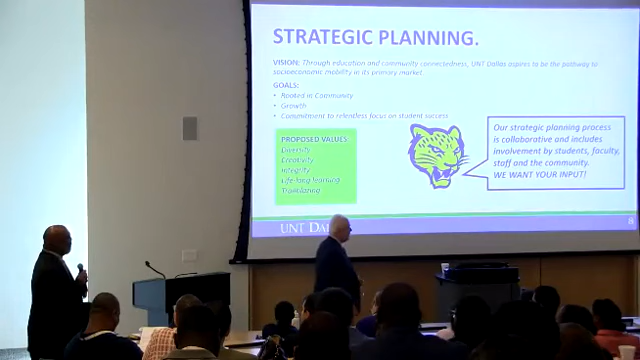 STRATEGIC PLANNING.
VISION: Through education and community connectedness, UNT Dallas aspires to be the pathway to
socioeconomic mobility in its primary market.
GOALS:
• Rooted in Community
• Growth
• Commitment to relentless focus on student success
PROPOSED VALUES:
Diversity
Creativity
Integrity
Life-long learning
Trailblazing
Our strategic planning process
is collaborative and includes
involvement by students, faculty,
staff and the community.
WE WANT YOUR INPUT!
UNT
8